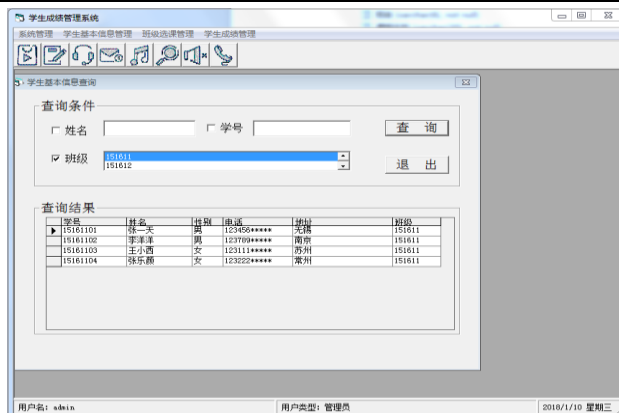 学生成绩管理系统
系统管理 学生基本信息管理 班级选课管理 学生成绩管理
学生基本信息查询
查询条件
姓名 学号 查 询
班级 151611
151612
退 出
查询结果
学号 姓名 性别 电话 地址 班级
15161101 张一天 男 123456***** 无锡 151611
15161102 李洋洋 男 123789***** 南京 151611
15161103 王小西 女 123111***** 苏州 151611
15161104 张乐颜 女 123222***** 常州 151611
用户名: admin 用户类型: 管理员 2018/1/10 星期三